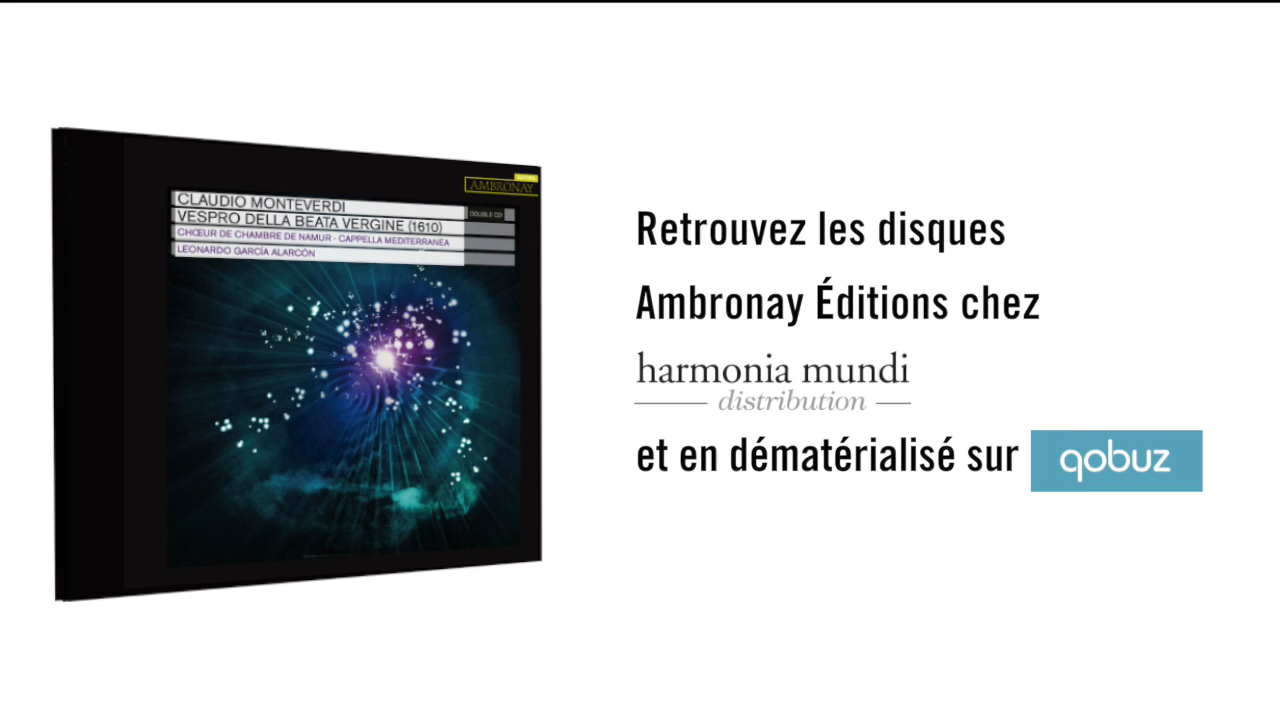 AMBRONAY
CLAUDIO MONTEVERDI
VESPRO DELLA BEATA VERGINE (1610)
DOUBLE CD
CHŒUR DE CHAMBRE DE NAMUR - CAPPELLA MEDITERRANEA
LEONARDO GARCÍA ALARCÓN
Retrouvez les disques
Ambronay Éditions chez
harmonia mundi
distribution
et en dématérialisé sur qobuz